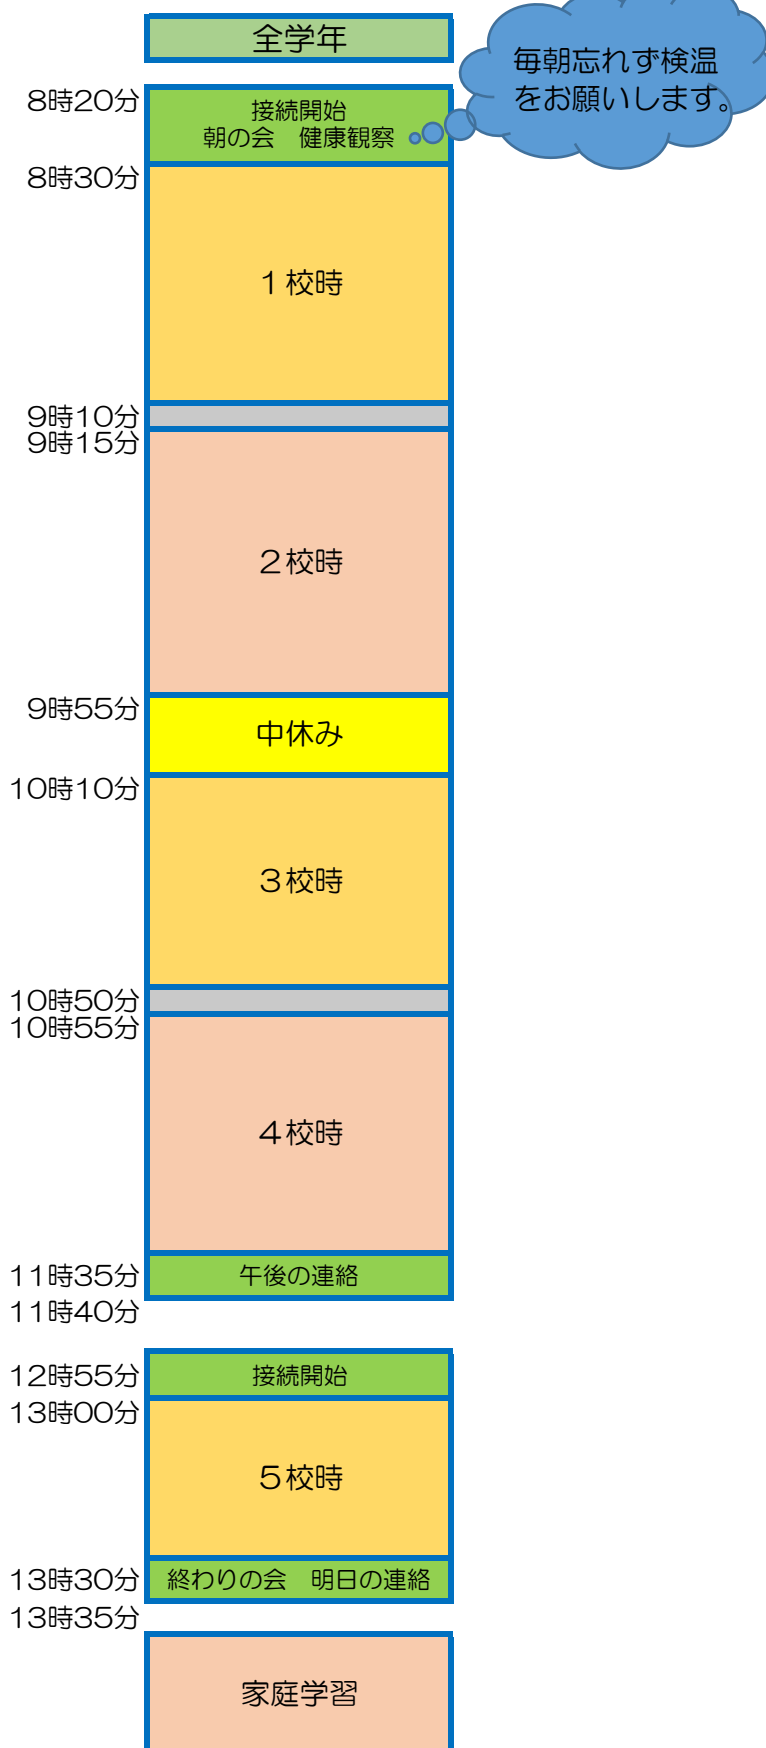 全学年
毎朝忘れず検温
をお願いします。
8時20分
接続開始
朝の会　健康観察
8時30分
１校時
9時10分
9時15分
２校時
9時55分
中休み
10時10分
３校時
10時50分
10時55分
４校時
11時35分
午後の連絡
11時40分
12時55分
接続開始
13時00分
５校時
13時30分
終わりの会　明日の連絡
13時35分
家庭学習